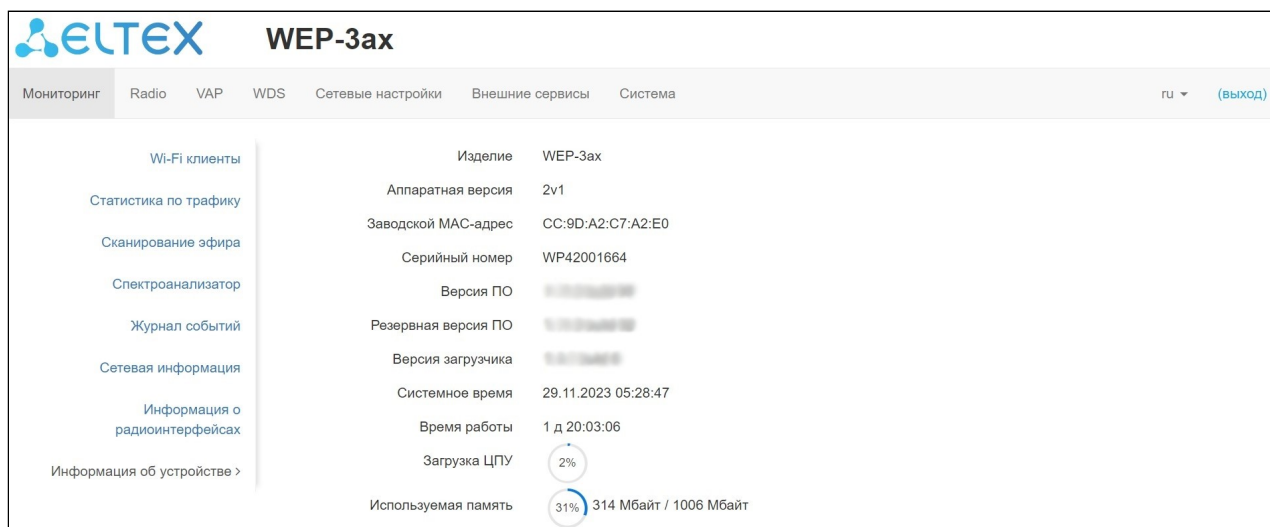 ELTEX WEP-3ax
Мониторинг Radio VAP WDS Сетевые настройки Внешние сервисы Система ru (выход)
Wi-Fi клиенты
Статистика по трафику
Сканирование эфира
Спектроанализатор
Журнал событий
Сетевая информация
Информация о
радиоинтерфейсах
Информация об устройстве >
Изделие WEP-3ax
Аппаратная версия 2v1
Заводской MAC-адрес CC:9D:A2:C7:A2:E0
Серийный номер WP42001664
Версия ПО
Резервная версия ПО
Версия загрузчика
Системное время 29.11.2023 05:28:47
Время работы 1 д 20:03:06
Загрузка ЦПУ 2%
Используемая память 31% 314 Мбайт / 1006 Мбайт